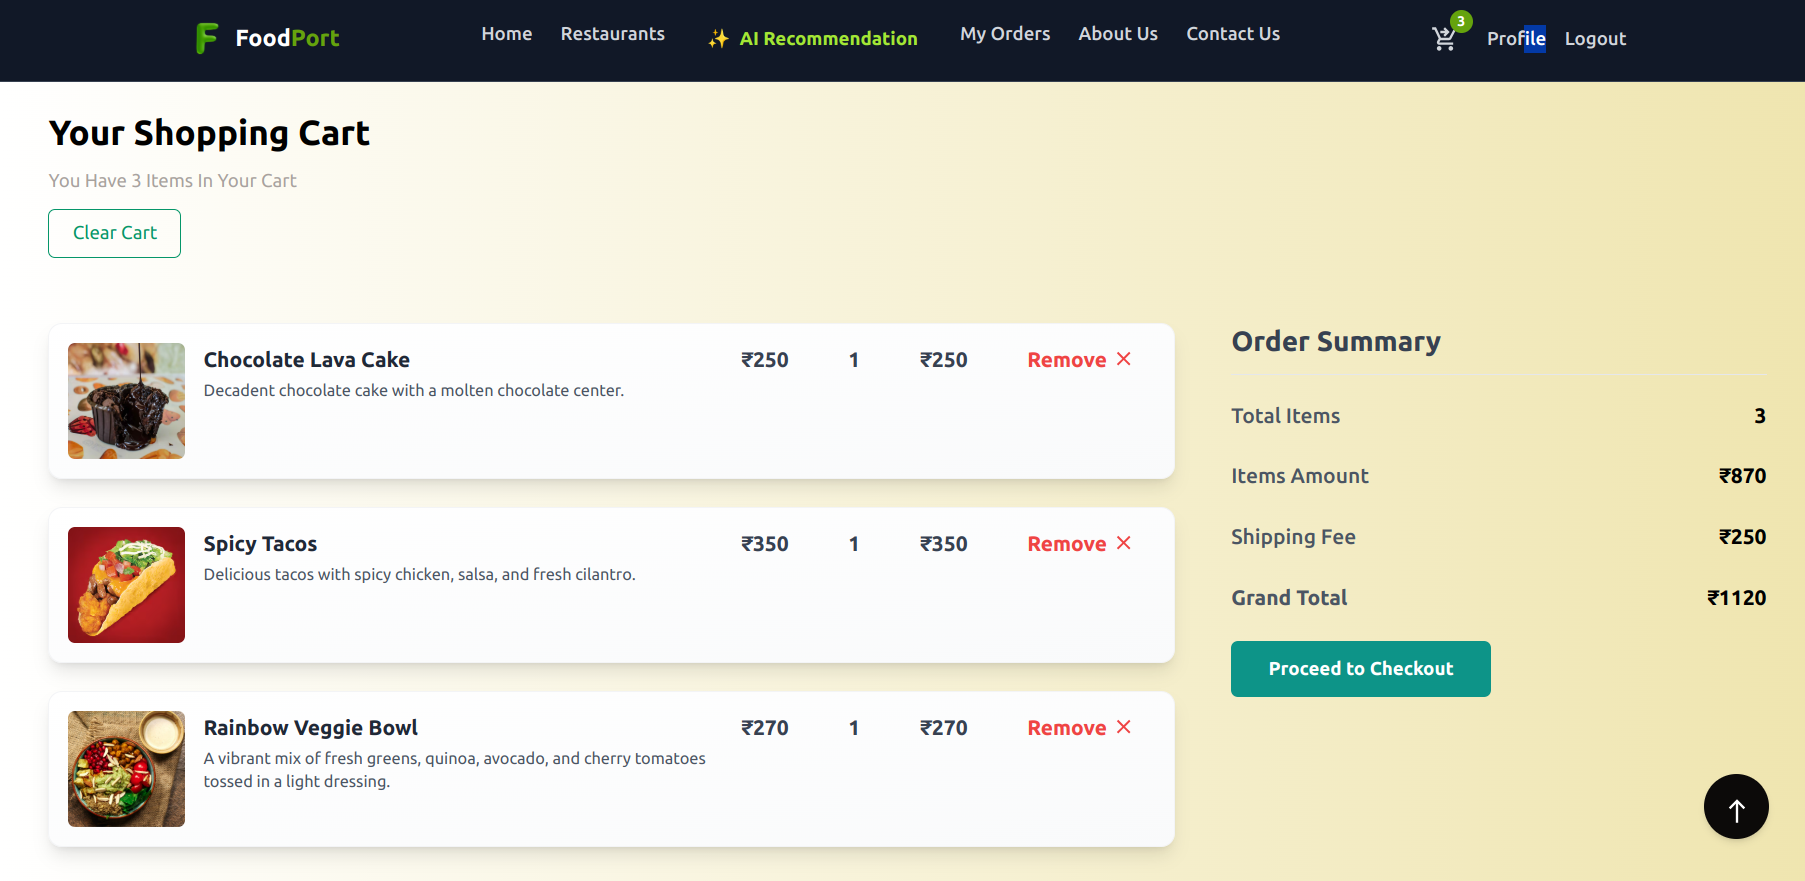 FoodPort
Home Restaurants ✨ AI Recommendation My Orders About Us Contact Us
3
Profile Logout
Your Shopping Cart
You Have 3 Items In Your Cart
Clear Cart
Chocolate Lava Cake ₹250 1 ₹250 Remove ✕
Decadent chocolate cake with a molten chocolate center.
Spicy Tacos ₹350 1 ₹350 Remove ✕
Delicious tacos with spicy chicken, salsa, and fresh cilantro.
Rainbow Veggie Bowl ₹270 1 ₹270 Remove ✕
A vibrant mix of fresh greens, quinoa, avocado, and cherry tomatoes
tossed in a light dressing.
Order Summary
Total Items 3
Items Amount ₹870
Shipping Fee ₹250
Grand Total ₹1120
Proceed to Checkout